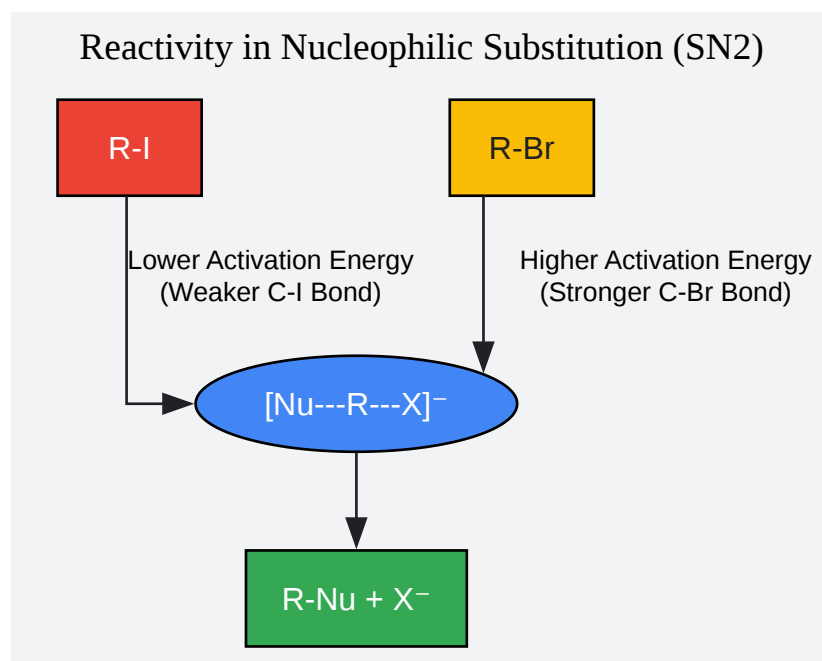 Reactivity in Nucleophilic Substitution (SN2)
R-I
R-Br
Lower Activation Energy
(Weaker C-I Bond)
Higher Activation Energy
(Stronger C-Br Bond)
[Nu---R---X]⁻
R-Nu + X⁻